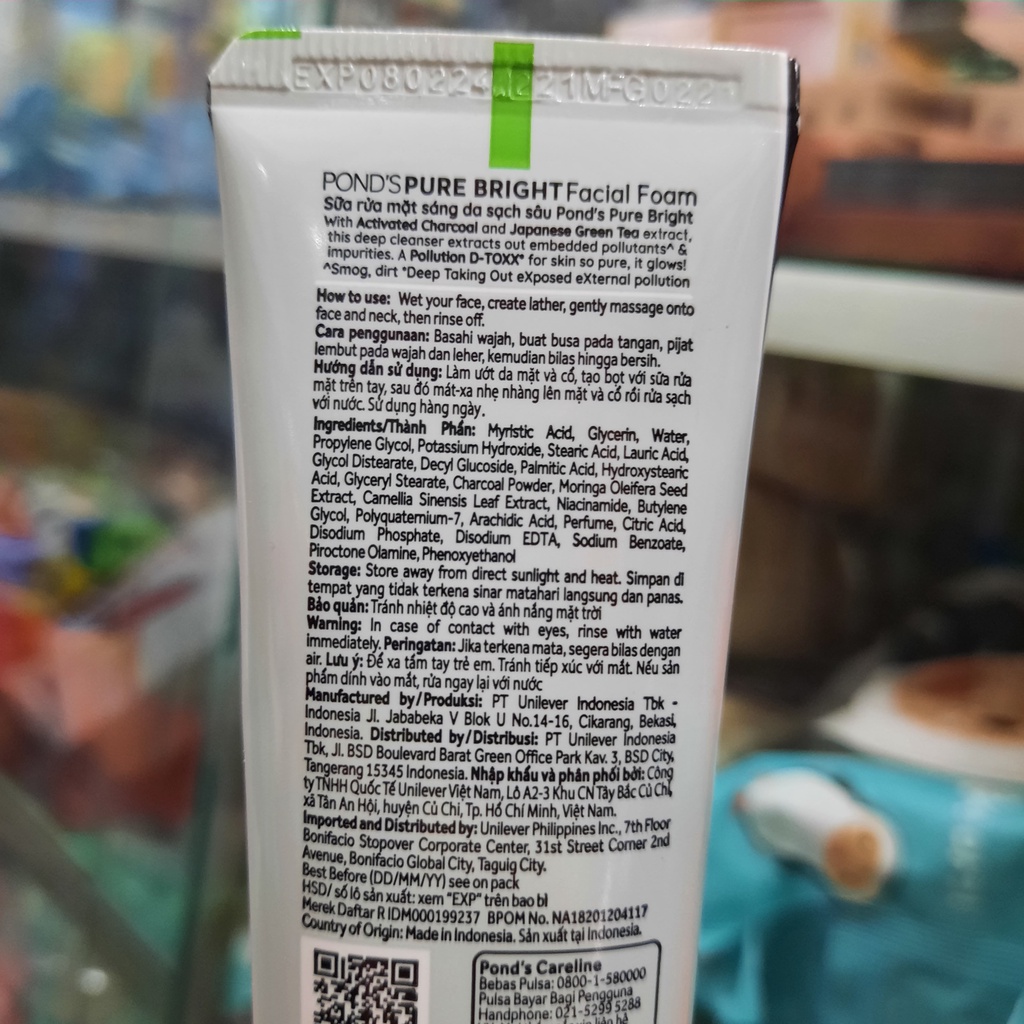 EXP080224 1221M-G022
POND'S PURE BRIGHT Facial Foam
Sữa rửa mặt sáng da sạch sâu Pond's Pure Bright
With Activated Charcoal and Japanese Green Tea extract,
this deep cleanser extracts out embedded pollutants^ &
impurities. A Pollution D-TOXX* for skin so pure, it glows!
^Smog, dirt *Deep Taking Out eXposed eXternal pollution
How to use: Wet your face, create lather, gently massage onto
face and neck, then rinse off.
Cara penggunaan: Basahi wajah, buat busa pada tangan, pijat
lembut pada wajah dan leher, kemudian bilas hingga bersih.
Hướng dẫn sử dụng: Làm ướt da mặt và cổ, tạo bọt với sữa rửa
mặt trên tay, sau đó mát-xa nhẹ nhàng lên mặt và cổ rồi rửa sạch
với nước. Sử dụng hàng ngày.
Ingredients/Thành Phần: Myristic Acid, Glycerin, Water,
Propylene Glycol, Potassium Hydroxide, Stearic Acid, Lauric Acid,
Glycol Distearate, Decyl Glucoside, Palmitic Acid, Hydroxystearic
Acid, Glyceryl Stearate, Charcoal Powder, Moringa Oleifera Seed
Extract, Camellia Sinensis Leaf Extract, Niacinamide, Butylene
Glycol, Polyquaternium-7, Arachidic Acid, Perfume, Citric Acid,
Disodium Phosphate, Disodium EDTA, Sodium Benzoate,
Piroctone Olamine, Phenoxyethanol
Storage: Store away from direct sunlight and heat. Simpan di
tempat yang tidak terkena sinar matahari langsung dan panas.
Bảo quản: Tránh nhiệt độ cao và ánh nắng mặt trời
Warning: In case of contact with eyes, rinse with water
immediately. Peringatan: Jika terkena mata, segera bilas dengan
air. Lưu ý: Để xa tầm tay trẻ em. Tránh tiếp xúc với mắt. Nếu sản
phẩm dính vào mắt, rửa ngay lại với nước
Manufactured by/Produksi: PT Unilever Indonesia Tbk -
Indonesia Jl. Jababeka V Blok U No.14-16, Cikarang, Bekasi,
Indonesia. Distributed by/Distribusi: PT Unilever Indonesia
Tbk, Jl. BSD Boulevard Barat Green Office Park Kav. 3, BSD City,
Tangerang 15345 Indonesia. Nhập khẩu và phân phối bởi: Công
ty TNHH Quốc Tế Unilever Việt Nam, Lô A2-3 Khu CN Tây Bắc Củ Chi,
xã Tân An Hội, huyện Củ Chi, Tp. Hồ Chí Minh, Việt Nam.
Imported and Distributed by: Unilever Philippines Inc., 7th Floor
Bonifacio Stopover Corporate Center, 31st Street Corner 2nd
Avenue, Bonifacio Global City, Taguig City.
Best Before (DD/MM/YY) see on pack
HSD/ số lô sản xuất: xem "EXP" trên bao bì
Merek Daftar R IDM000199237 BPOM No. NA18201204117
Country of Origin: Made in Indonesia. Sản xuất tại Indonesia.
Pond's Careline
Bebas Pulsa: 0800-1-580000
Pulsa Bayar Bagi Pengguna
Handphone: 021-5299 5288